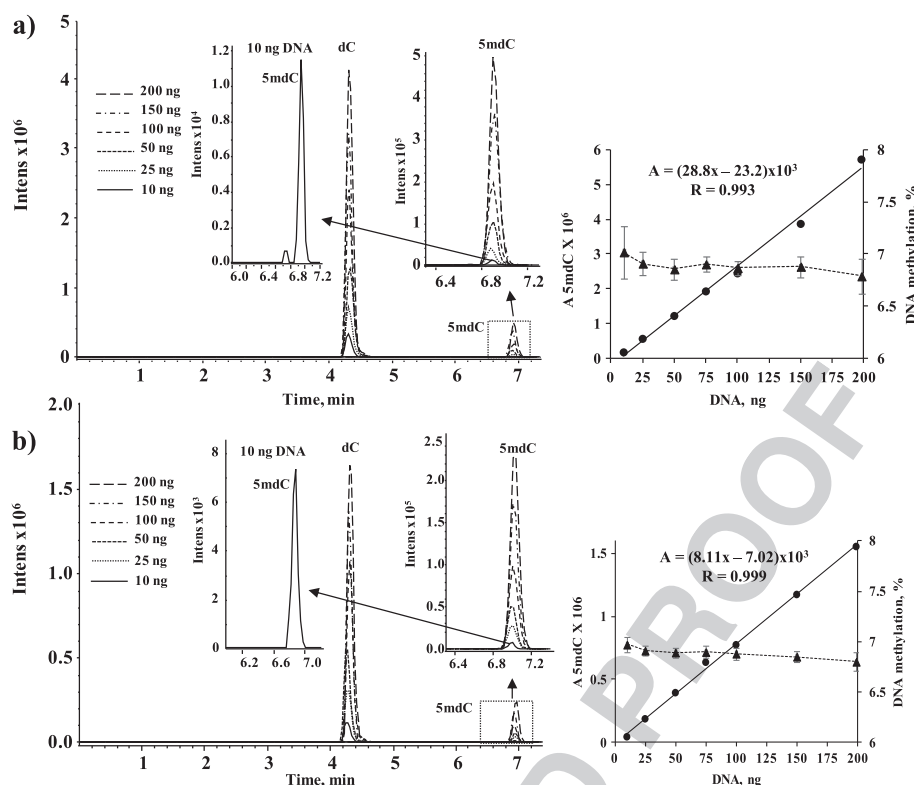 a)
5
4
3
2
1
0
Intens x10⁶
200 ng
150 ng
100 ng
50 ng
25 ng
10 ng
10 ng DNA
5mdC
1.2
1.0
0.8
0.6
0.4
0.2
0.0
Intens x10⁴
6.0 6.2 6.4 6.6 6.8 7.0 7.2
dC
5mdC
5
4
3
2
1
0
Intens x10⁵
6.4 6.8 7.2
5mdC
1 2 3 4 5 6 7
Time, min
A = (28.8x – 23.2)x10³
R = 0.993
6
5
4
3
2
1
0
A 5mdC X 10⁶
8
7.5
7
6.5
6
DNA methylation, %
0 25 50 75 100 125 150 175 200
DNA, ng
b)
2.0
1.5
1.0
0.5
0.0
Intens x10⁶
200 ng
150 ng
100 ng
50 ng
25 ng
10 ng
10 ng DNA
5mdC
8
6
4
2
0
Intens x10³
6.2 6.6 7.0
dC
5mdC
2.5
2.0
1.5
1.0
0.5
0.0
Intens x10⁵
6.4 6.8 7.2
5mdC
0 1 2 3 4 5 6 7
Time, min
A = (8.11x – 7.02)x10³
R = 0.999
1.5
1
0.5
0
A 5mdC X 106
8
7.5
7
6.5
6
DNA methylation, %
0 25 50 75 100 125 150 175 200
DNA, ng
D PROOF